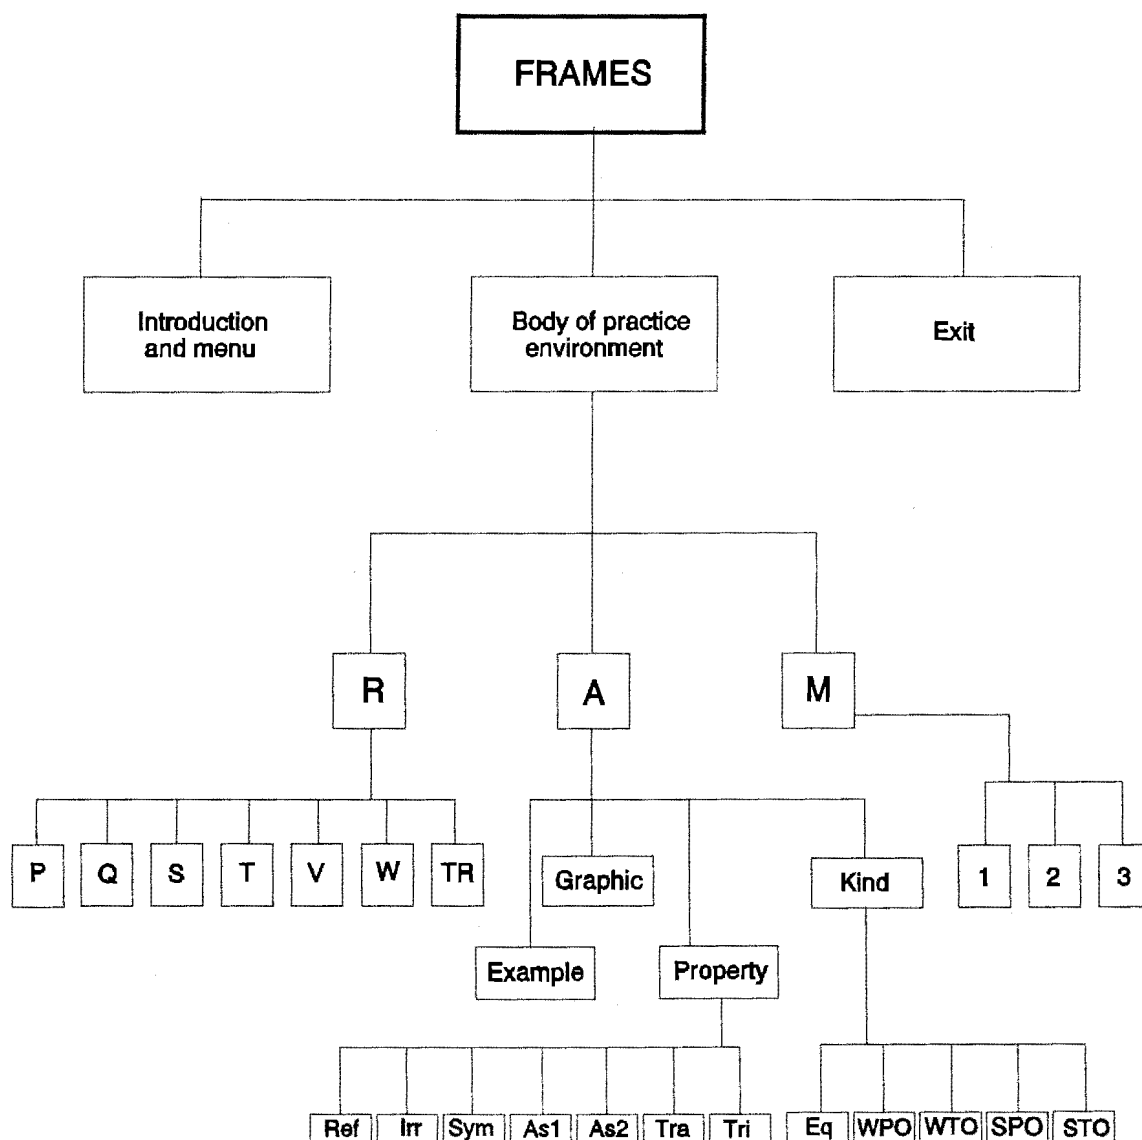 FRAMES
Introduction
and menu
Body of practice
environment
Exit
R
A
M
P
Q
S
T
V
W
TR
Graphic
Kind
1
2
3
Example
Property
Ref
Irr
Sym
As1
As2
Tra
Tri
Eq
WPO
WTO
SPO
STO